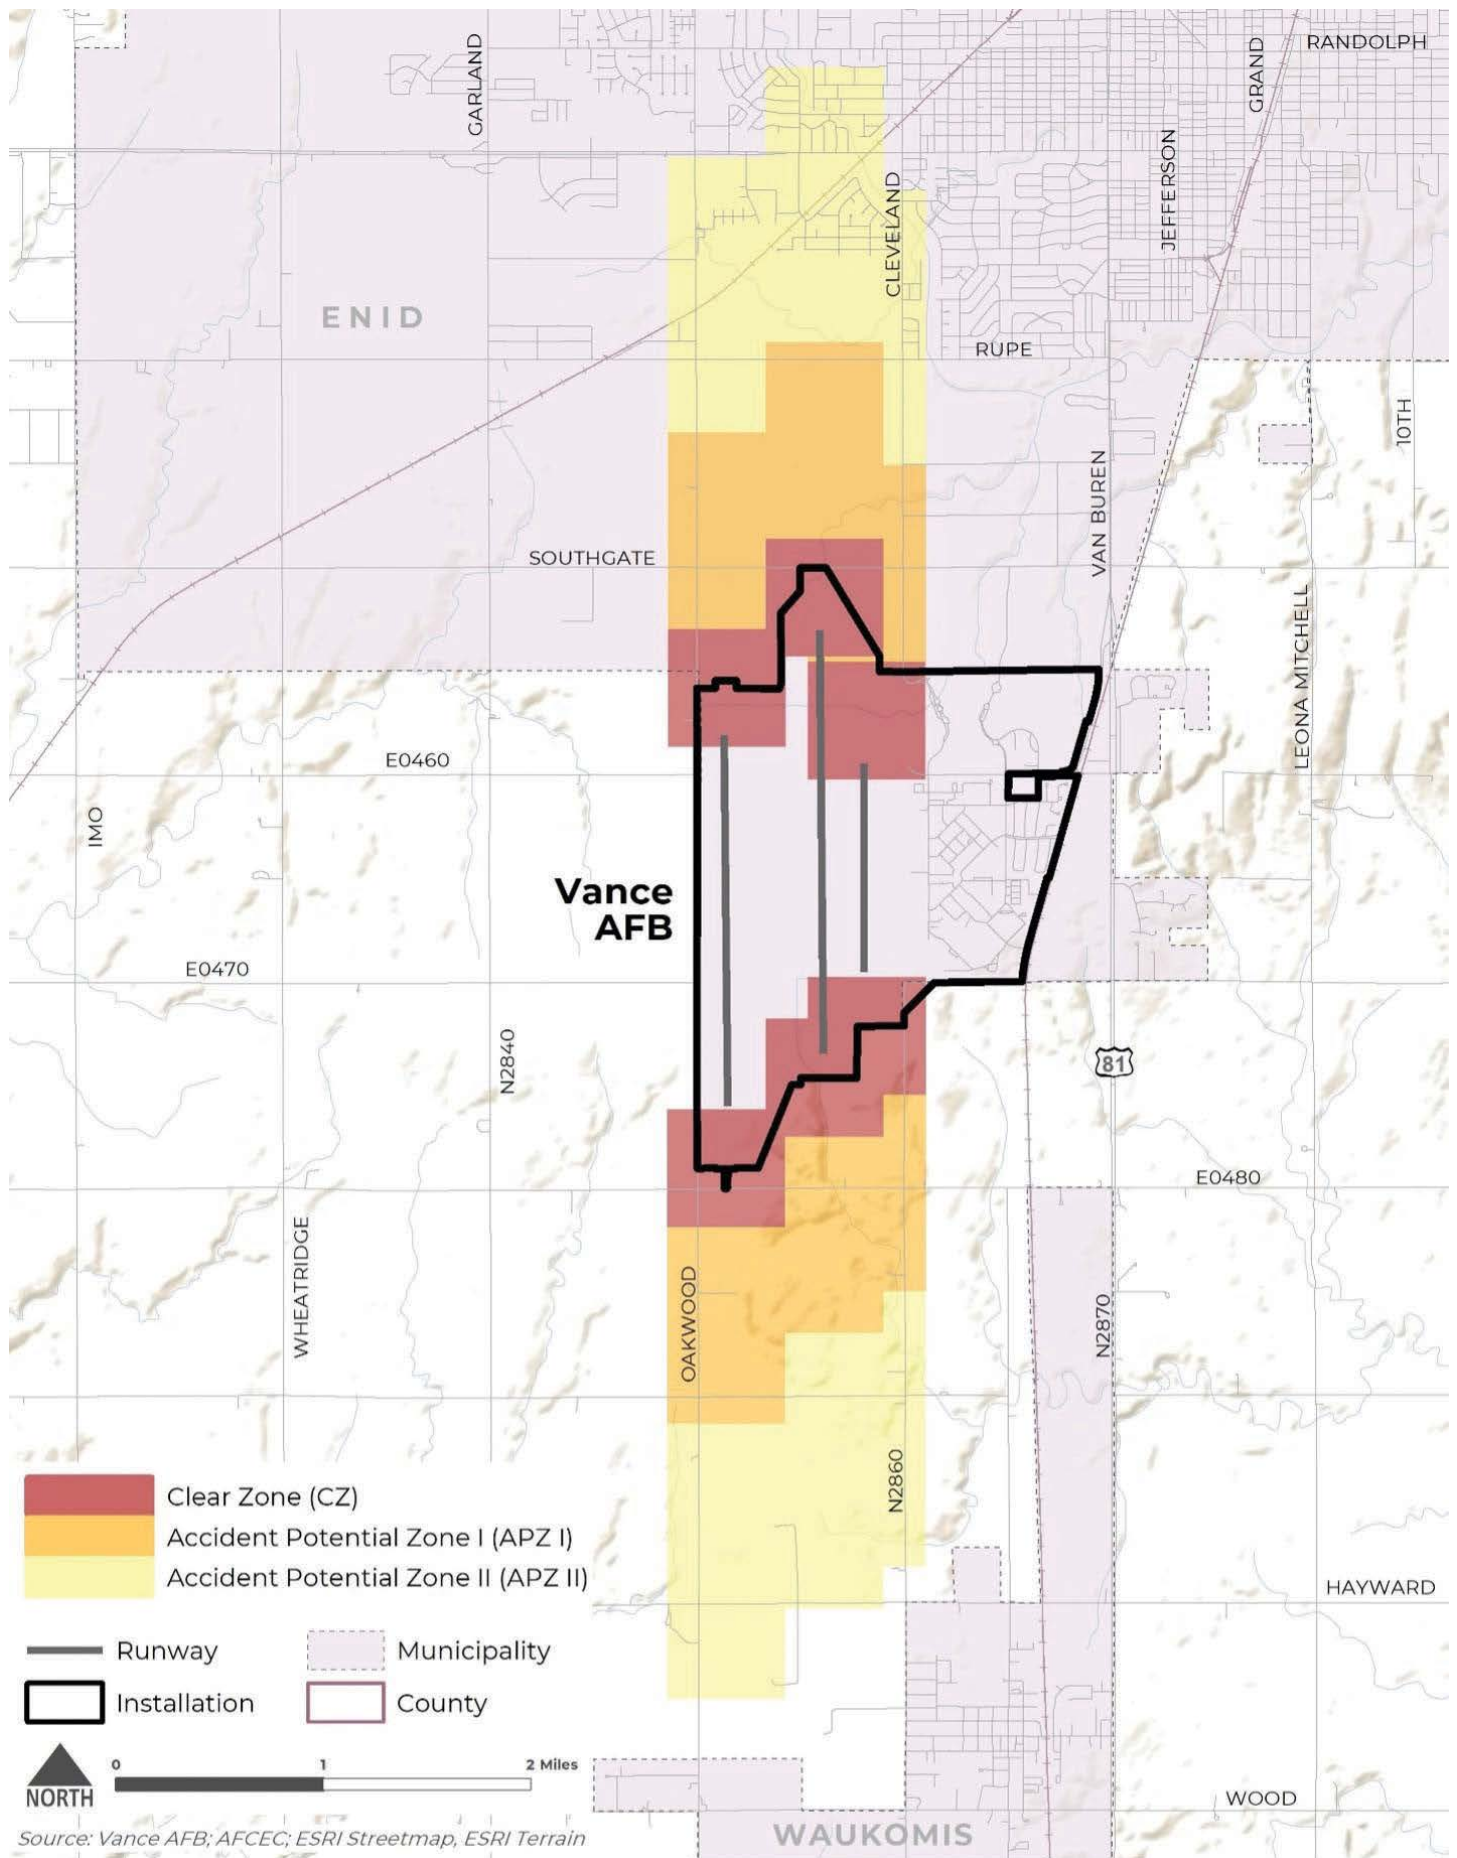 RANDOLPH
GARLAND
GRAND
JEFFERSON
CLEVELAND
ENID
RUPE
10TH
VAN BUREN
SOUTHGATE
LEONA MITCHELL
E0460
IMO
Vance
AFB
E0470
N2840
81
E0480
WHEATRIDGE
OAKWOOD
N2870
N2860
HAYWARD
WOOD
WAUKOMIS
Clear Zone (CZ)
Accident Potential Zone I (APZ I)
Accident Potential Zone II (APZ II)
Runway
Municipality
Installation
County
NORTH
0 1 2 Miles
Source: Vance AFB; AFCEC; ESRI Streetmap, ESRI Terrain